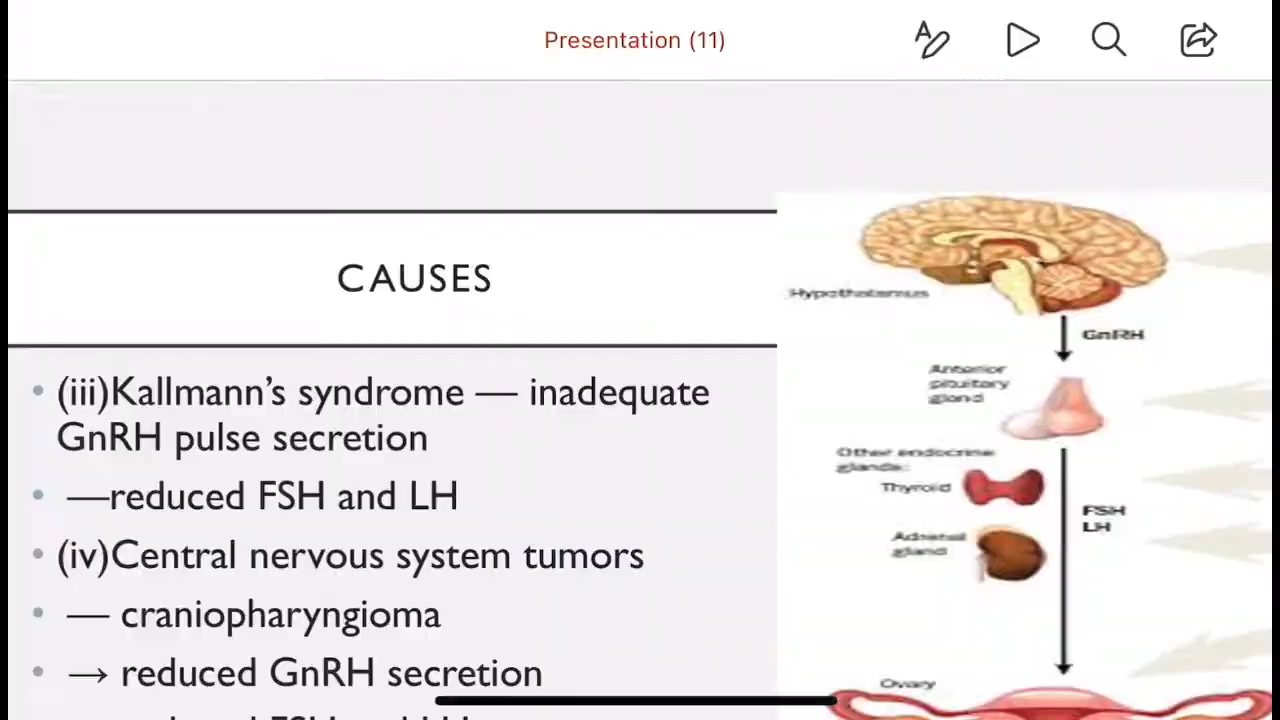 Presentation (11)
CAUSES
• (iii)Kallmann’s syndrome — inadequate
GnRH pulse secretion
• —reduced FSH and LH
• (iv)Central nervous system tumors
• — craniopharyngioma
• → reduced GnRH secretion
Hypothalamus
GnRH
Anterior
pituitary
gland
Other endocrine
glands:
Thyroid
FSH
LH
Adrenal
gland
Ovary